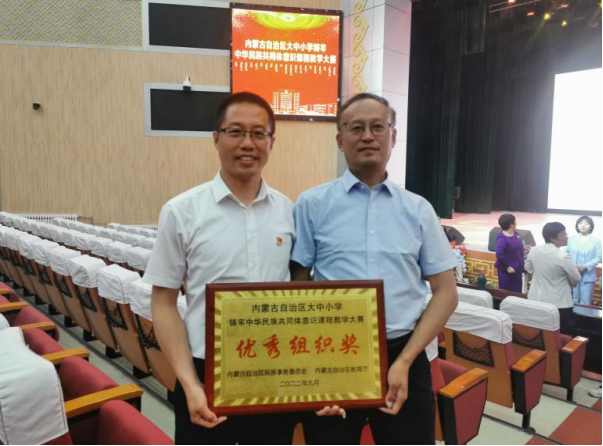 内蒙古自治区大中小学铸牢
中华民族共同体意识课程教学大赛
内蒙古自治区大中小学
铸牢中华民族共同体意识课程教学大赛
优秀组织奖
内蒙古自治区民族事务委员会 内蒙古自治区教育厅
二〇二二年九月